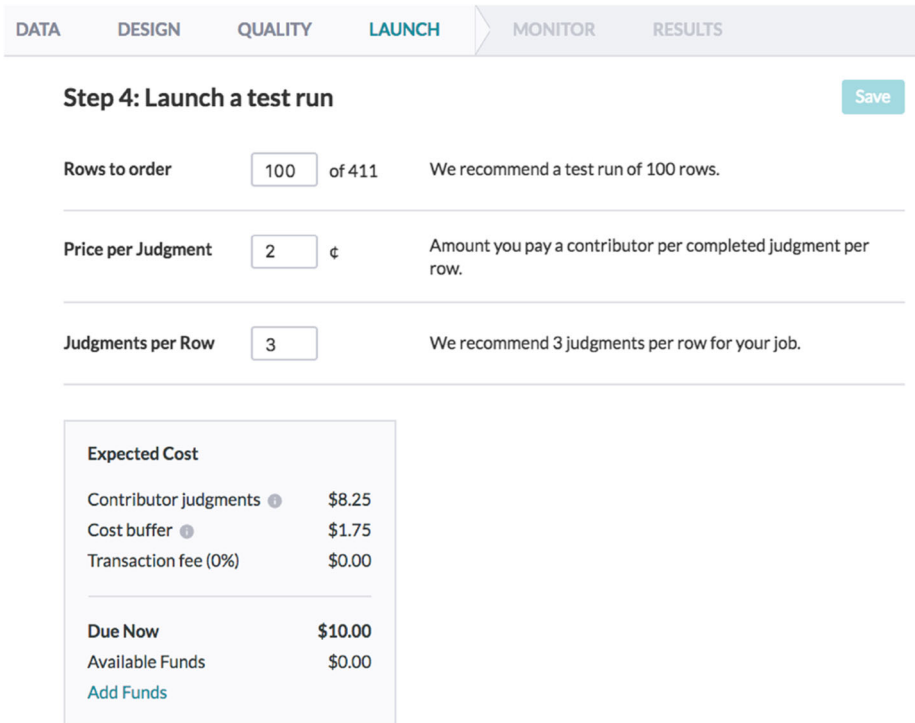 DATA DESIGN QUALITY LAUNCH MONITOR RESULTS
Step 4: Launch a test run Save
Rows to order 100 of 411 We recommend a test run of 100 rows.
Price per Judgment 2 ¢ Amount you pay a contributor per completed judgment per
row.
Judgments per Row 3 We recommend 3 judgments per row for your job.
Expected Cost
Contributor judgments i $8.25
Cost buffer i $1.75
Transaction fee (0%) $0.00
Due Now $10.00
Available Funds $0.00
Add Funds